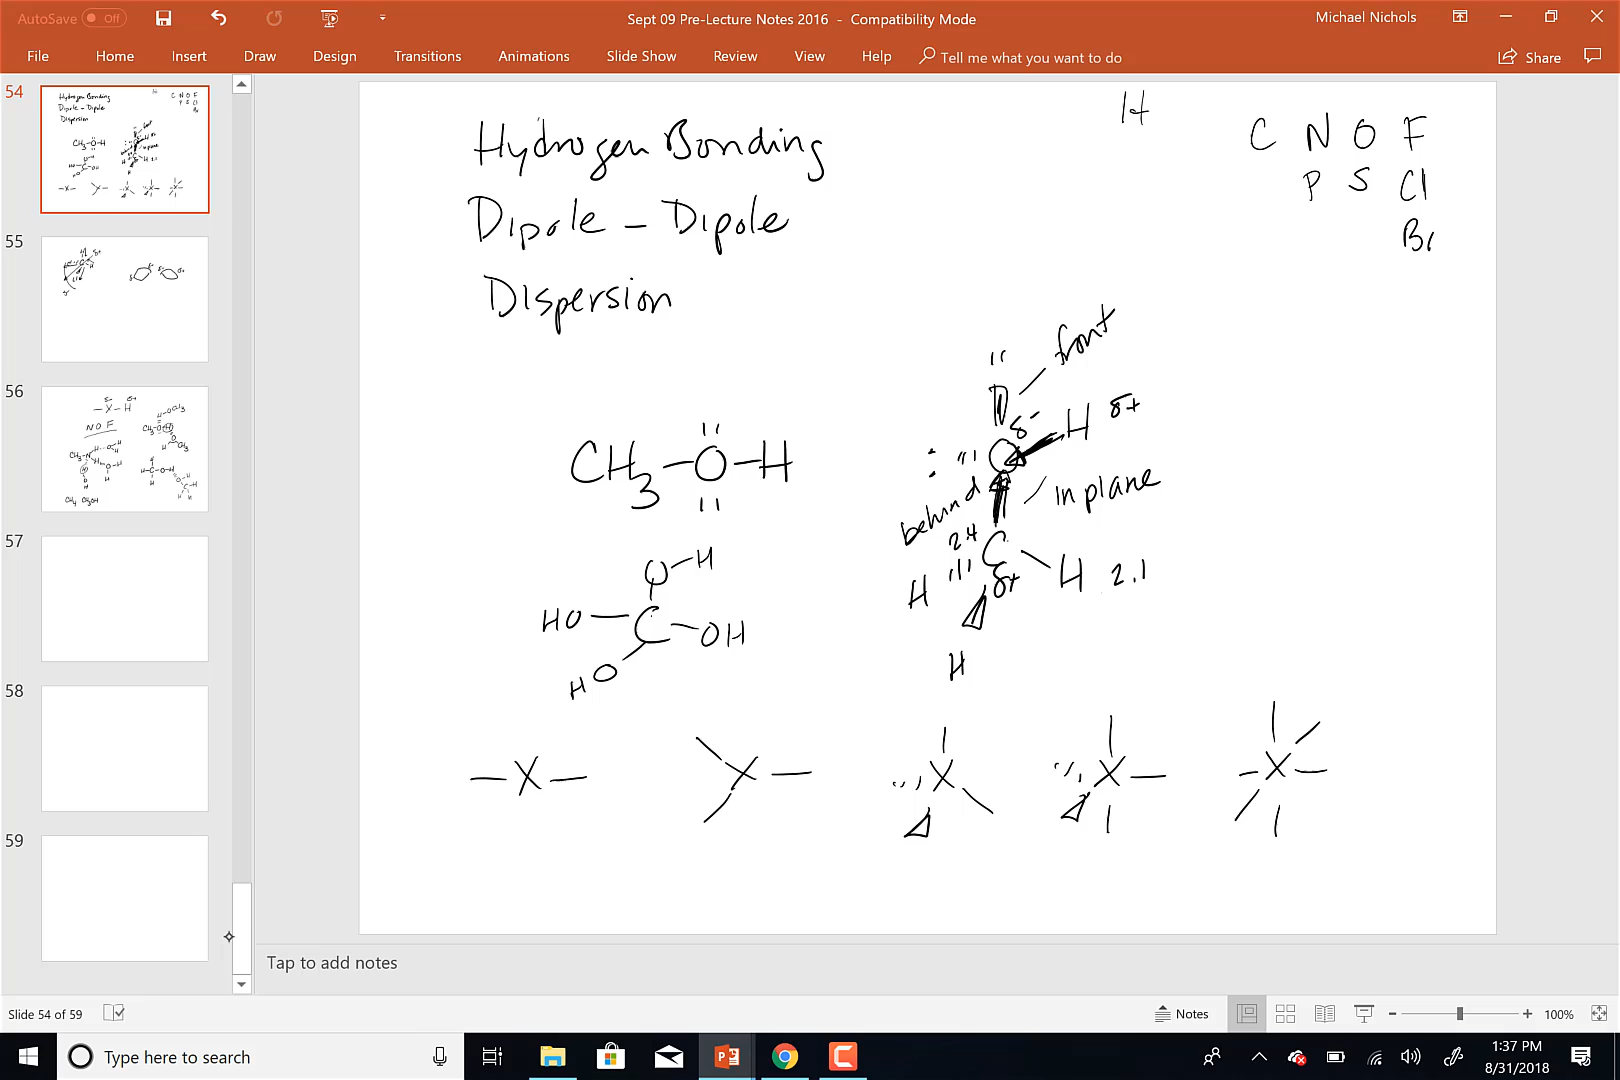 AutoSave Off
Sept 09 Pre-Lecture Notes 2016 - Compatibility Mode
Michael Nichols
File Home Insert Draw Design Transitions Animations Slide Show Review View Help Tell me what you want to do
Share
54
55
56
57
58
59
H
C N O F
P S Cl
Br
Hydrogen Bonding
Dipole - Dipole
Dispersion
front
δ-
H δ+
CH3-O-H
in plane
behind
C
δ+
H
H 2.1
H
O-H
HO-C-OH
HO
X X X X X
Tap to add notes
Slide 54 of 59
Notes
100%
Type here to search
1:37 PM
8/31/2018